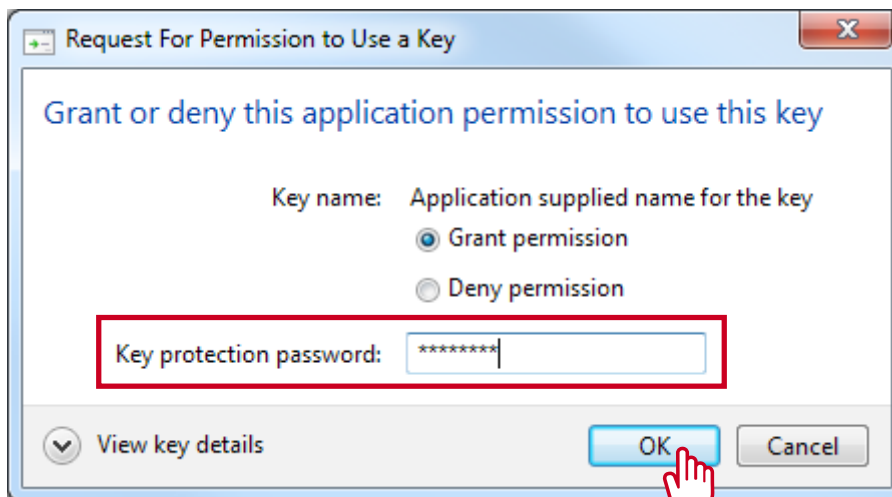 Request For Permission to Use a Key
Grant or deny this application permission to use this key
Key name: Application supplied name for the key
Grant permission
Deny permission
Key protection password: ********
View key details
OK
Cancel